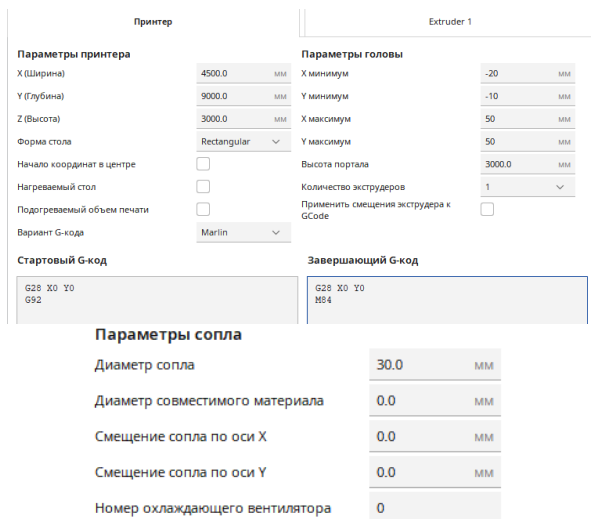 Принтер Extruder 1
Параметры принтера Параметры головы
X (Ширина) 4500.0 мм X минимум -20 мм
Y (Глубина) 9000.0 мм Y минимум -10 мм
Z (Высота) 3000.0 мм X максимум 50 мм
Форма стола Rectangular Y максимум 50 мм
Начало координат в центре Высота портала 3000.0 мм
Нагреваемый стол Количество экструдеров 1
Подогреваемый объем печати Применить смещения экструдера к
GCode
Вариант G-кода Marlin
Стартовый G-код Завершающий G-код
G28 X0 Y0 G28 X0 Y0
G92 M84
Параметры сопла
Диаметр сопла 30.0 мм
Диаметр совместимого материала 0.0 мм
Смещение сопла по оси X 0.0 мм
Смещение сопла по оси Y 0.0 мм
Номер охлаждающего вентилятора 0